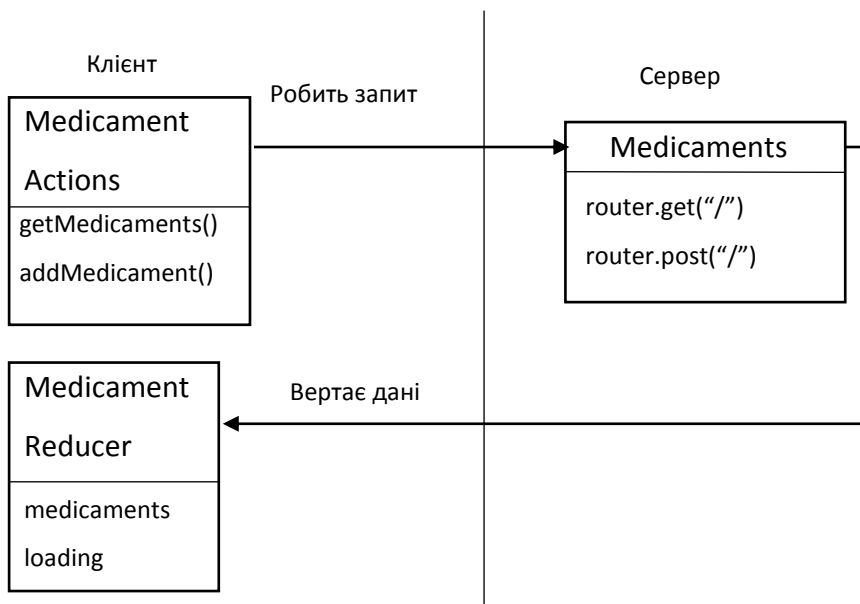 Клієнт
Medicament
Actions
getMedicaments()
addMedicament()
Робить запит
Сервер
Medicaments
router.get(“/”)
router.post(“/”)
Medicament
Reducer
medicaments
loading
Вертає дані